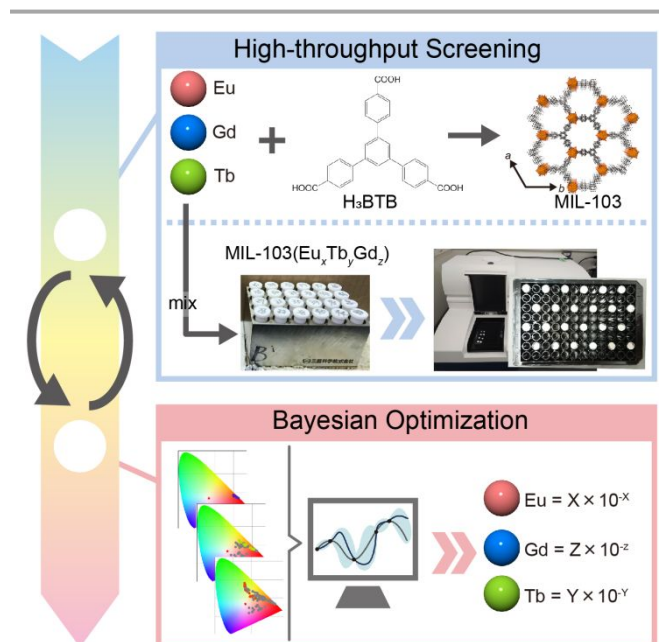 High-throughput Screening
Eu
Gd
Tb
+
COOH
HOOC
COOH
H₃BTB
a
b
MIL-103
mix
MIL-103(EuₓTbᵧGd_z)
B
Bayesian Optimization
Eu = X × 10⁻ˣ
Gd = Z × 10⁻ᶻ
Tb = Y × 10⁻ʸ